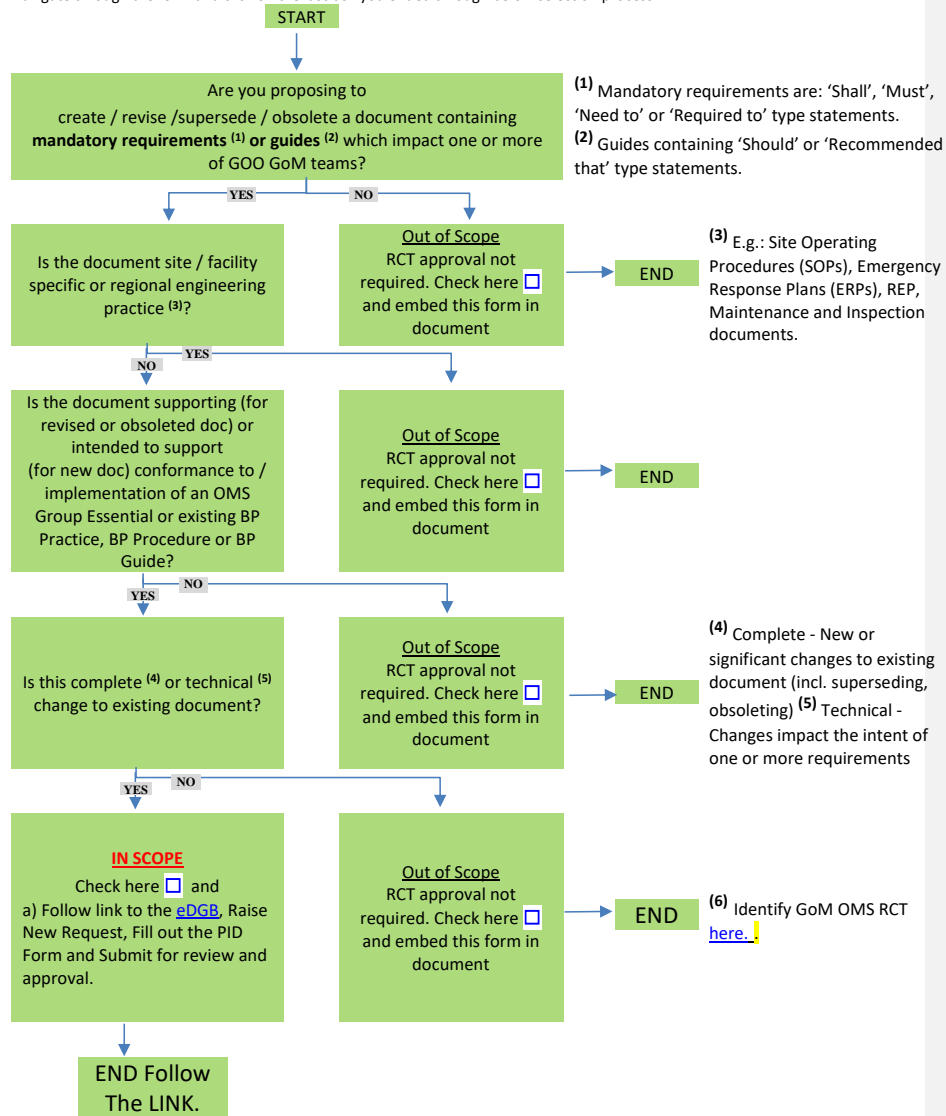 START
Are you proposing to
create / revise /supersede / obsolete a document containing
mandatory requirements (1) or guides (2) which impact one or more
of GOO GoM teams?
(1) Mandatory requirements are: ‘Shall’, ‘Must’,
‘Need to’ or ‘Required to’ type statements.
(2) Guides containing ‘Should’ or ‘Recommended
that’ type statements.
YES
NO
Is the document site / facility
specific or regional engineering
practice (3)?
Out of Scope
RCT approval not
required. Check here ☐
and embed this form in
document
END
(3) E.g.: Site Operating
Procedures (SOPs), Emergency
Response Plans (ERPs), REP,
Maintenance and Inspection
documents.
YES
NO
Is the document supporting (for
revised or obsoleted doc) or
intended to support
(for new doc) conformance to /
implementation of an OMS
Group Essential or existing BP
Practice, BP Procedure or BP
Guide?
Out of Scope
RCT approval not
required. Check here ☐
and embed this form in
document
END
NO
YES
Is this complete (4) or technical (5)
change to existing document?
Out of Scope
RCT approval not
required. Check here ☐
and embed this form in
document
END
(4) Complete - New or
significant changes to existing
document (incl. superseding,
obsoleting) (5) Technical -
Changes impact the intent of
one or more requirements
YES
NO
IN SCOPE
Check here ☐ and
a) Follow link to the eDGB, Raise
New Request, Fill out the PID
Form and Submit for review and
approval.
Out of Scope
RCT approval not
required. Check here ☐
and embed this form in
document
END
(6) Identify GoM OMS RCT
here. .
END Follow
The LINK.